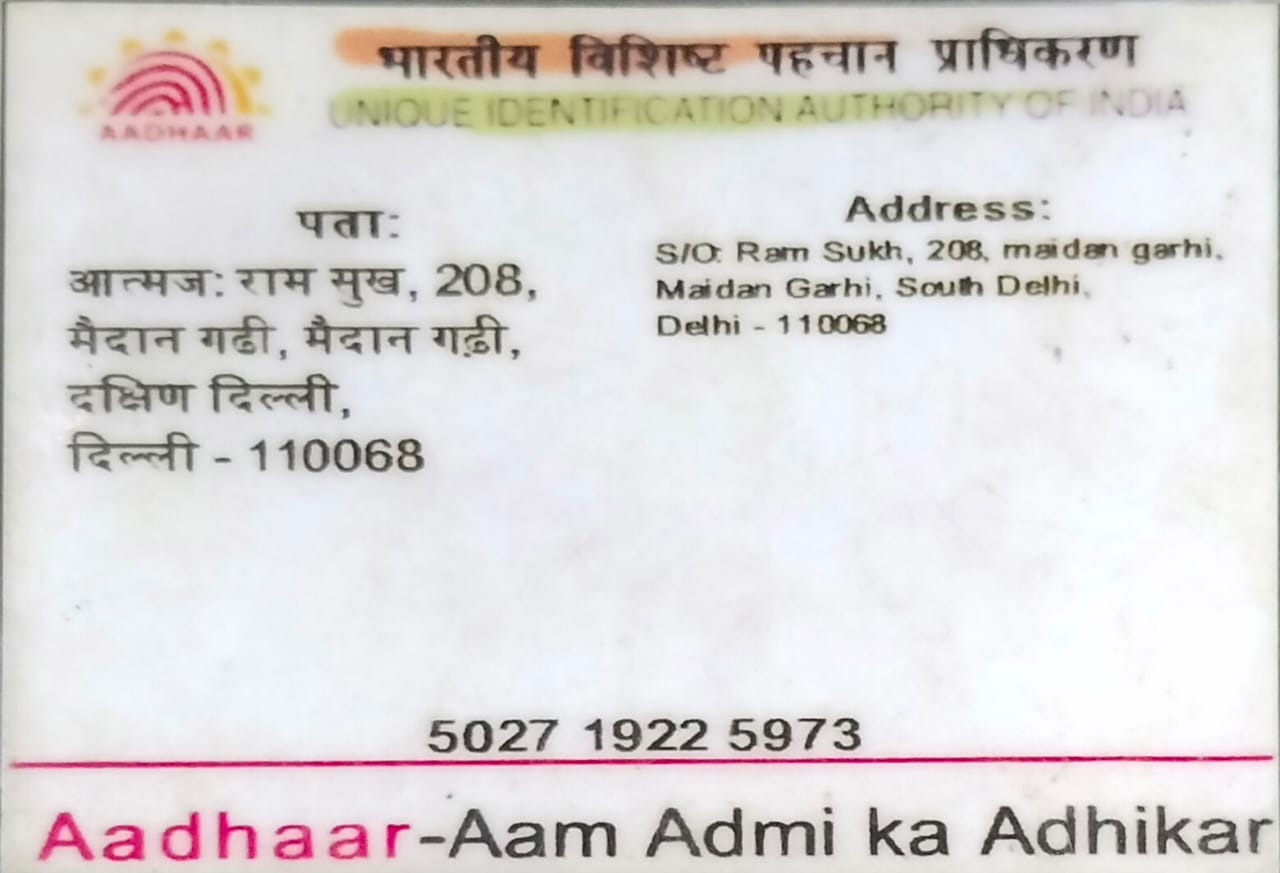 AADHAAR
भारतीय विशिष्ट पहचान प्राधिकरण
UNIQUE IDENTIFICATION AUTHORITY OF INDIA
पता:
आत्मज: राम सुख, 208,
मैदान गढी, मैदान गढ़ी,
दक्षिण दिल्ली,
दिल्ली - 110068
Address:
S/O: Ram Sukh, 208, maidan garhi,
Maidan Garhi, South Delhi,
Delhi - 110068
5027 1922 5973
Aadhaar-Aam Admi ka Adhikar